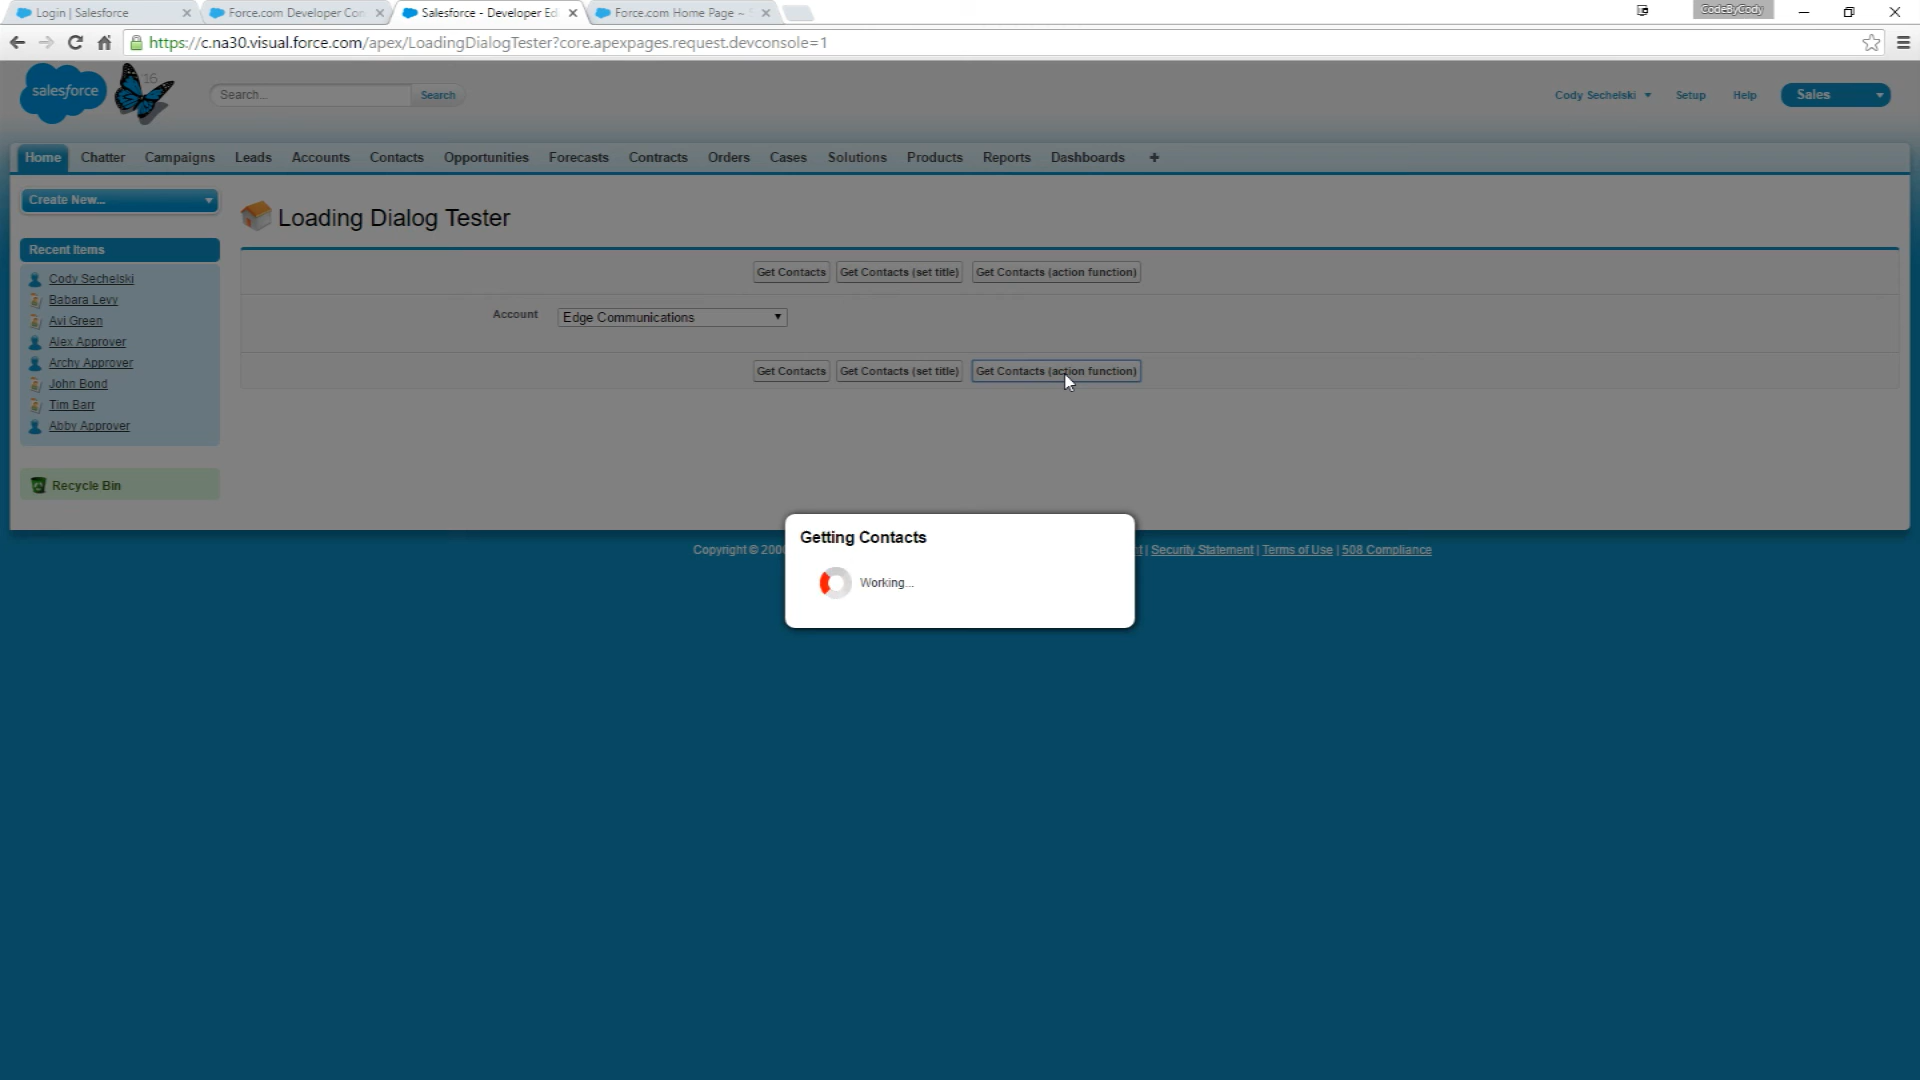 Login | Salesforce
Force.com Developer Con
Salesforce - Developer Ed
Force.com Home Page ~
CodeByCody
https://c.na30.visual.force.com/apex/LoadingDialogTester?core.apexpages.request.devconsole=1
salesforce
'16
Search...
Search
Cody Sechelski
Setup
Help
Sales
Home
Chatter
Campaigns
Leads
Accounts
Contacts
Opportunities
Forecasts
Contracts
Orders
Cases
Solutions
Products
Reports
Dashboards
+
Create New...
Recent Items
Cody Sechelski
Babara Levy
Avi Green
Alex Approver
Archy Approver
John Bond
Tim Barr
Abby Approver
Recycle Bin
Loading Dialog Tester
Get Contacts
Get Contacts (set title)
Get Contacts (action function)
Account
Edge Communications
Get Contacts
Get Contacts (set title)
Get Contacts (action function)
Getting Contacts
Working...
Copyright © 200
| Security Statement | Terms of Use | 508 Compliance